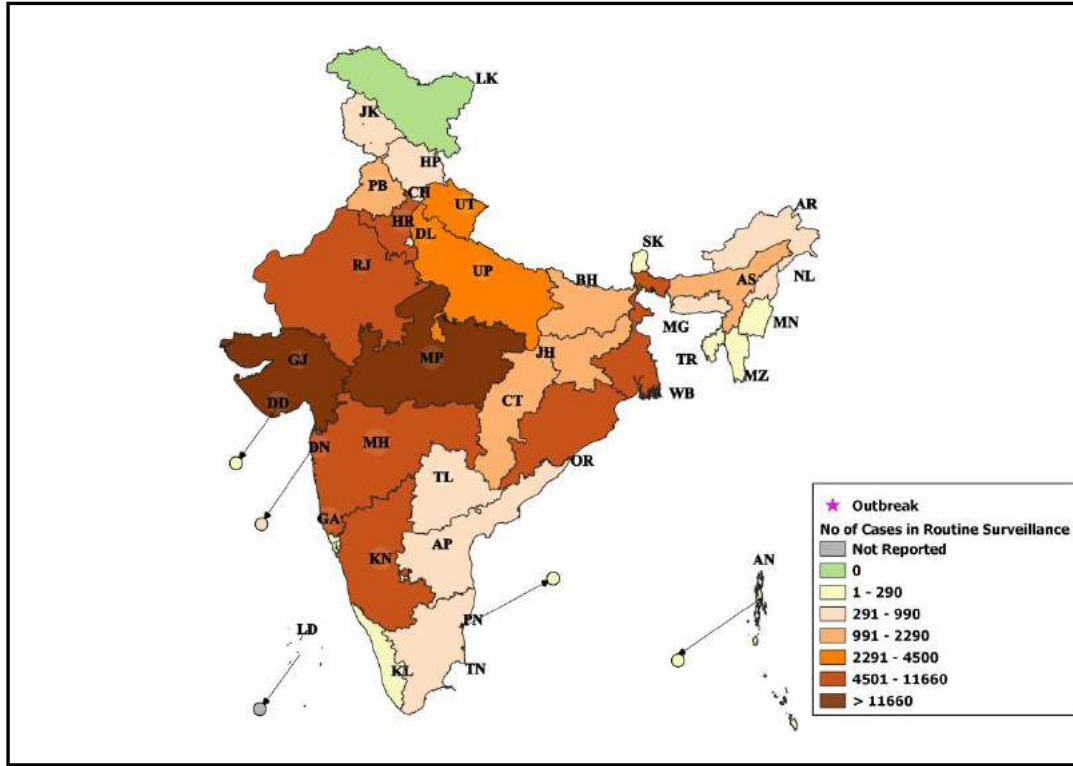 LK
JK
HP
PB
CH
UT
HR
DL
AR
SK
RJ
UP
BH
AS
NL
MG
MN
GJ
MP
JH
TR
MZ
WB
CT
DD
DN
MH
OR
TL
GA
KN
AP
AN
PN
LD
KL
TN
Outbreak
No of Cases in Routine Surveillance
Not Reported
0
1 - 290
291 - 990
991 - 2290
2291 - 4500
4501 - 11660
> 11660